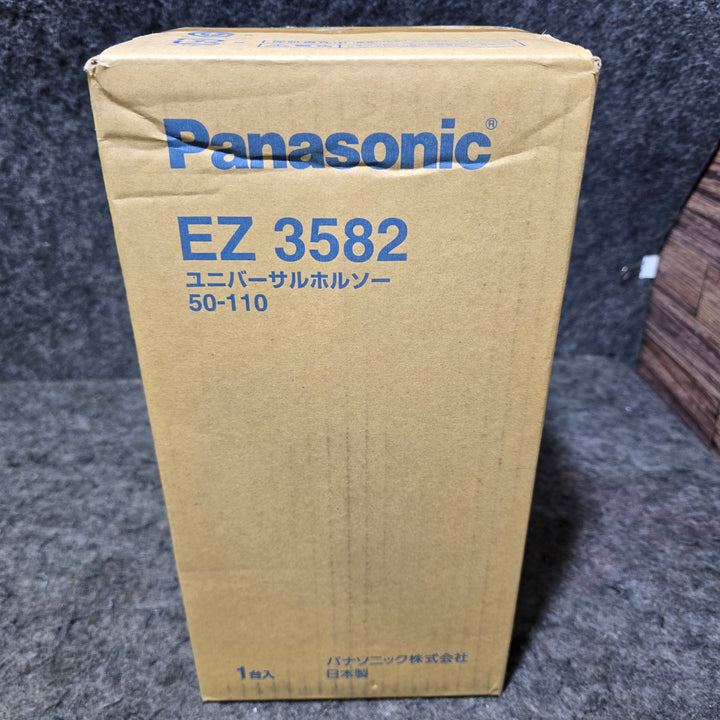 Panasonic®
EZ 3582
ユニバーサルホルソー
50-110
1台入
パナソニック株式会社
日本製